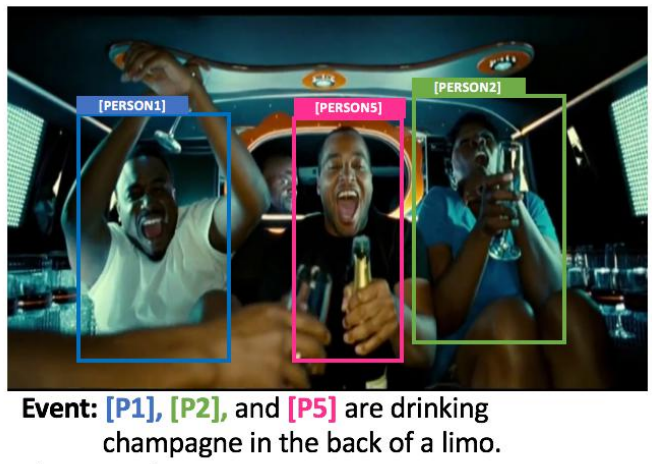 [PERSON1]
[PERSON5]
[PERSON2]
Event: [P1], [P2], and [P5] are drinking
champagne in the back of a limo.